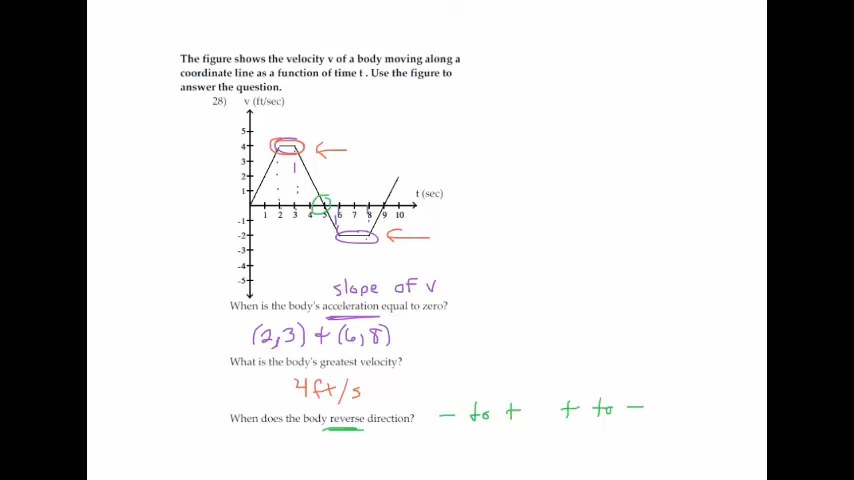 The figure shows the velocity v of a body moving along a
coordinate line as a function of time t . Use the figure to
answer the question.
28) v (ft/sec)
5
4
3
2
1
t (sec)
1 2 3 4 5 6 7 8 9 10
-1
-2
-3
-4
-5
slope of v
When is the body's acceleration equal to zero?
(2,3) + (6,8)
What is the body's greatest velocity?
4ft/s
When does the body reverse direction? - to + + to -